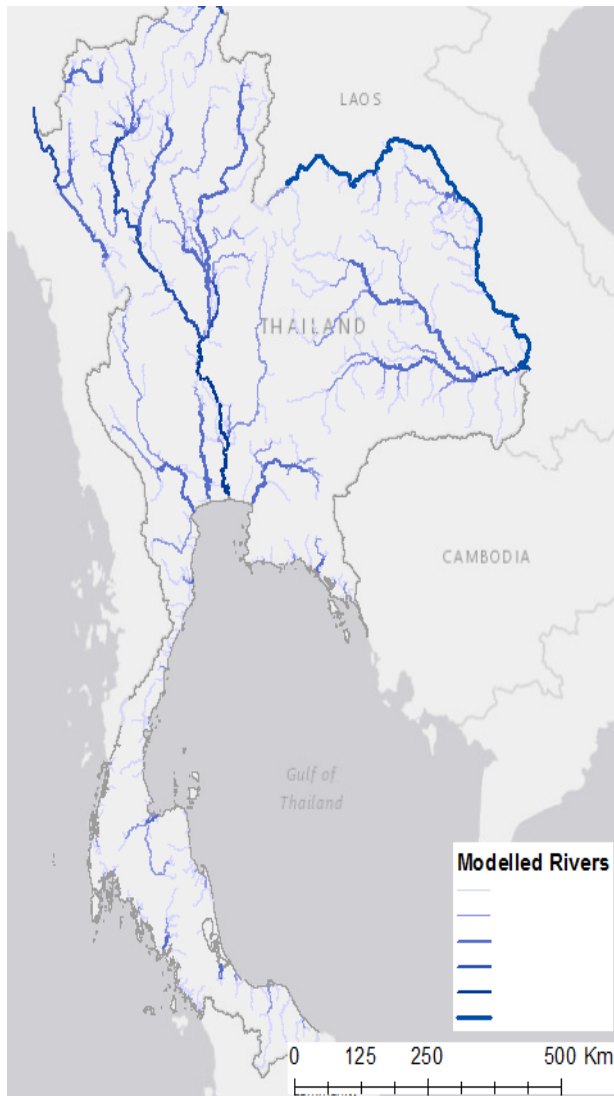 LAOS
THAILAND
CAMBODIA
Gulf of
Thailand
Modelled Rivers
0 125 250 500 Km